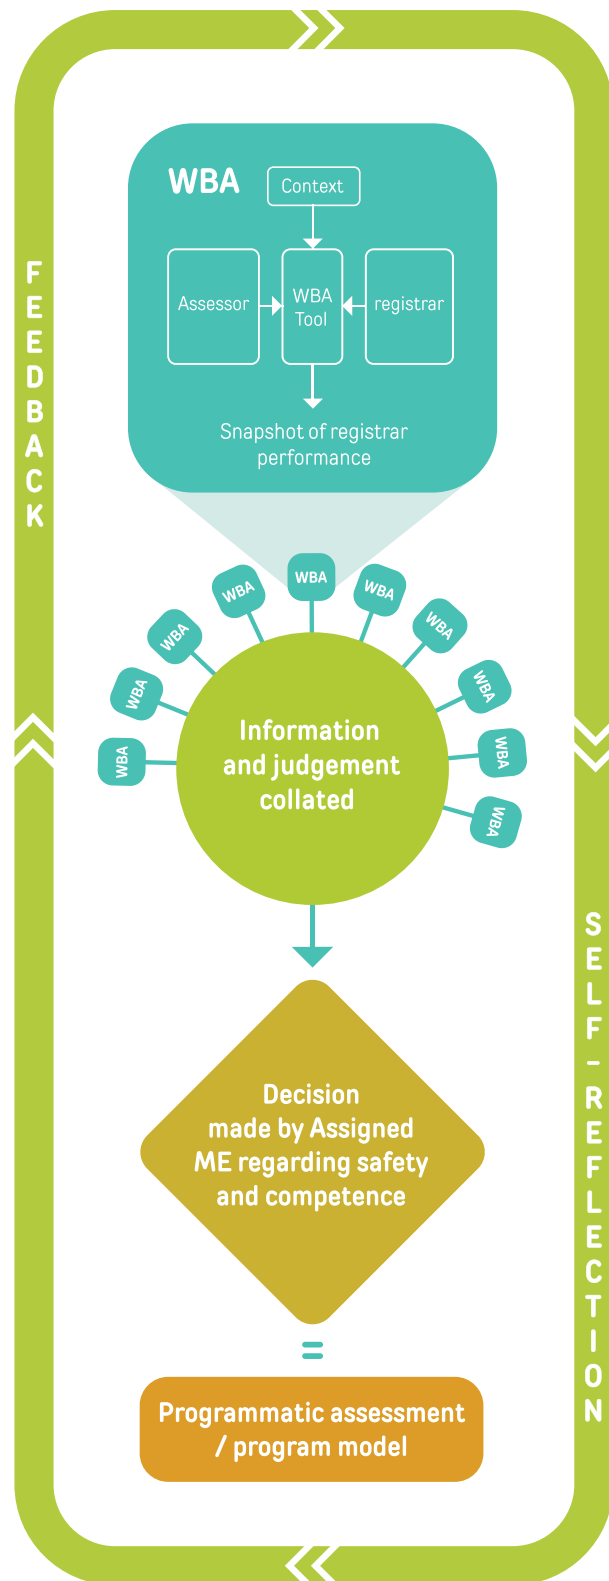 WBA
Context
Assessor
WBA
Tool
registrar
Snapshot of registrar
performance
FEEDBACK
WBA
WBA
WBA
WBA
WBA
WBA
WBA
WBA
WBA
WBA
Information
and judgement
collated
SELF-REFLECTION
Decision
made by Assigned
ME regarding safety
and competence
=
Programmatic assessment
/ program model